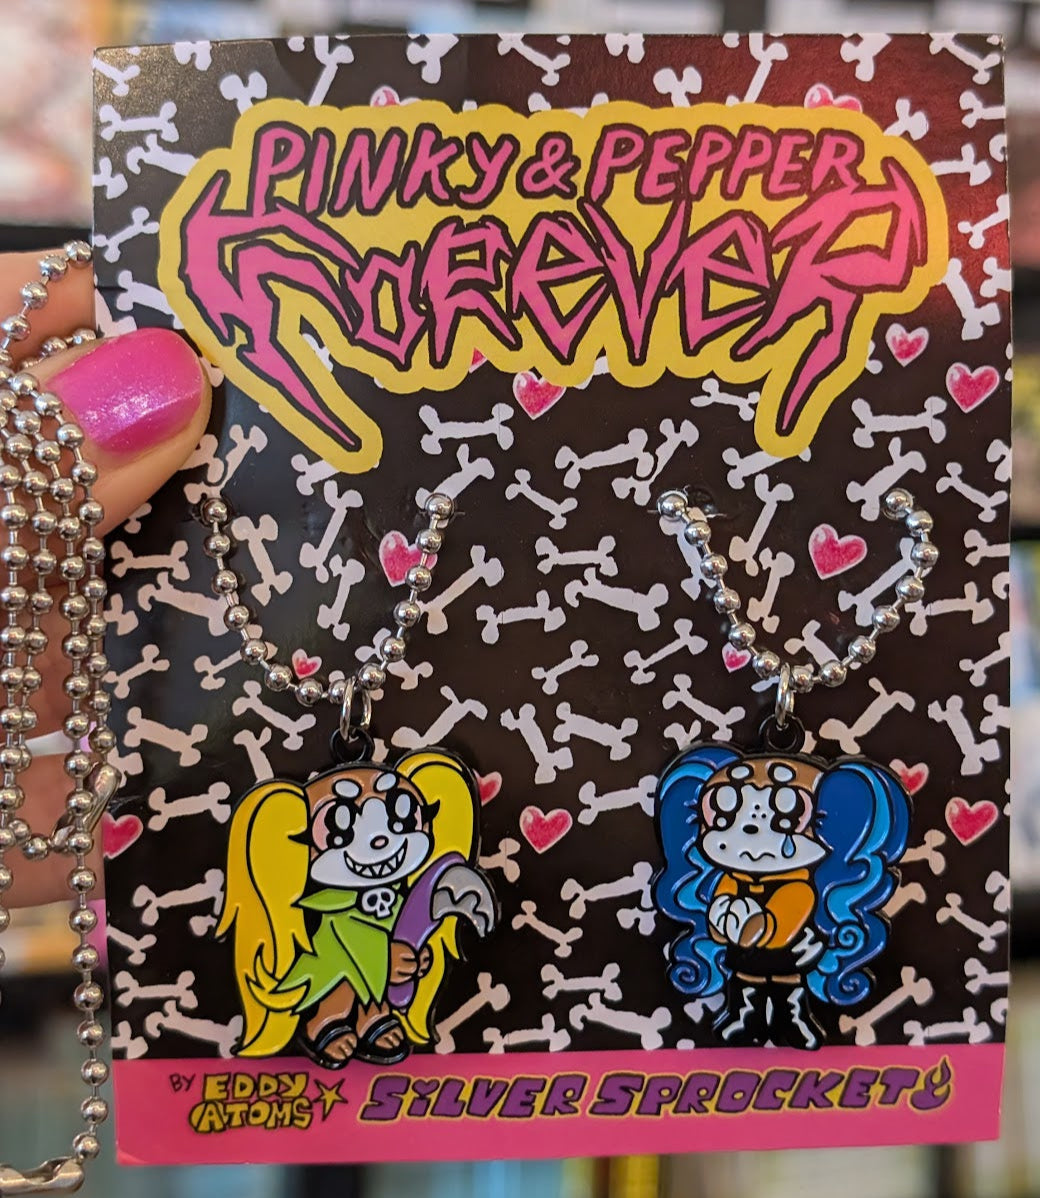 PINKY & PEPPER
FOREVER
BY EDDY ATOMS
SILVER SPROCKET